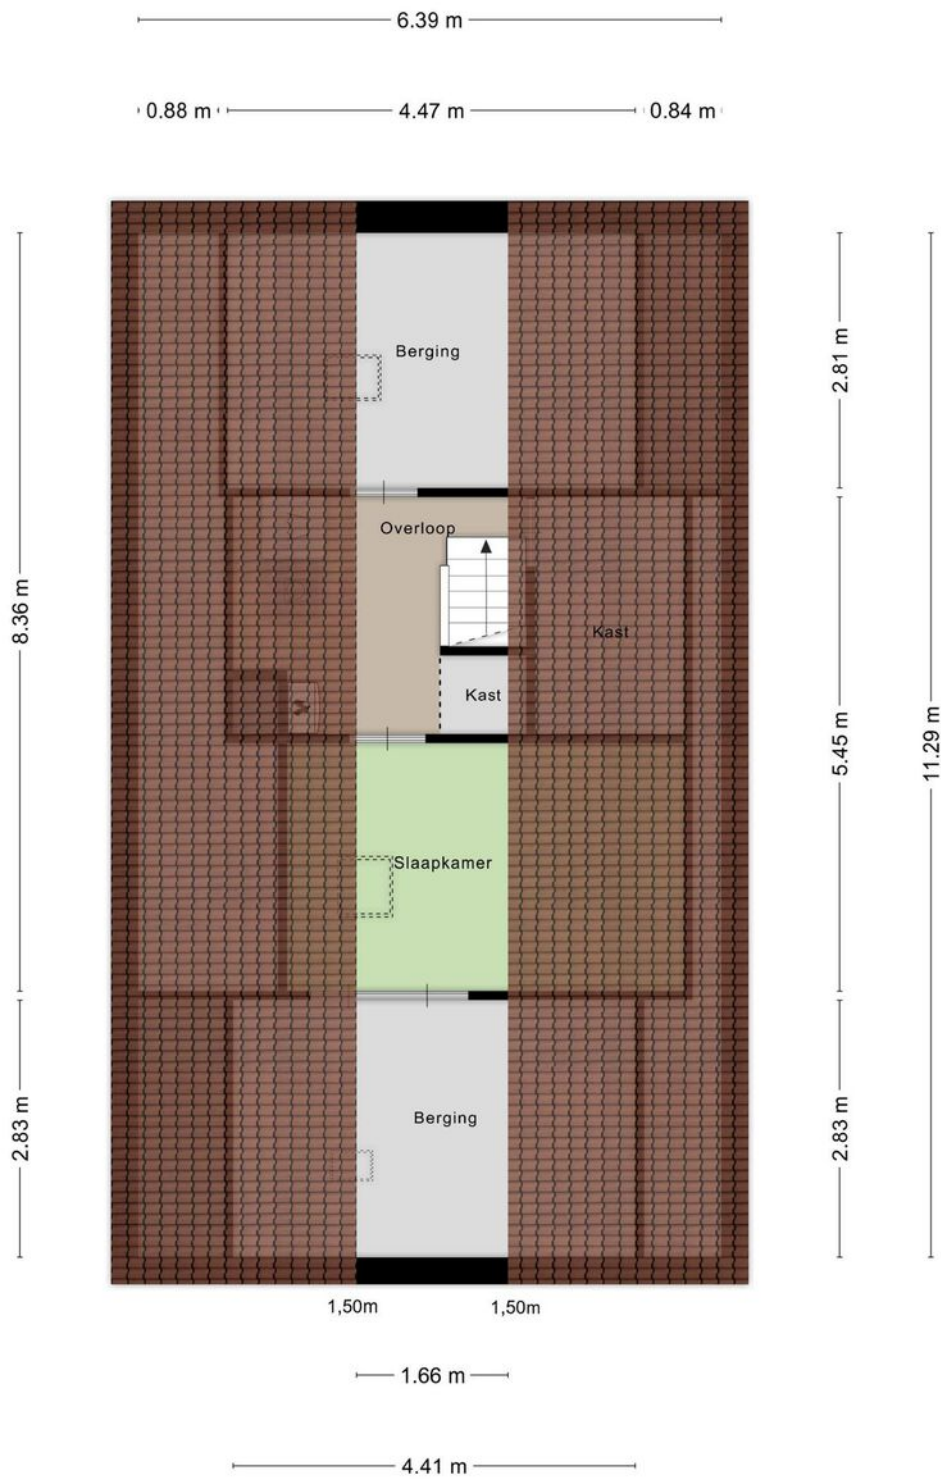 6.39 m
0.88 m
4.47 m
0.84 m
Berging
2.81 m
Overloop
8.36 m
Kast
Kast
5.45 m
11.29 m
Slaapkamer
Berging
2.83 m
2.83 m
1,50m
1,50m
1.66 m
4.41 m